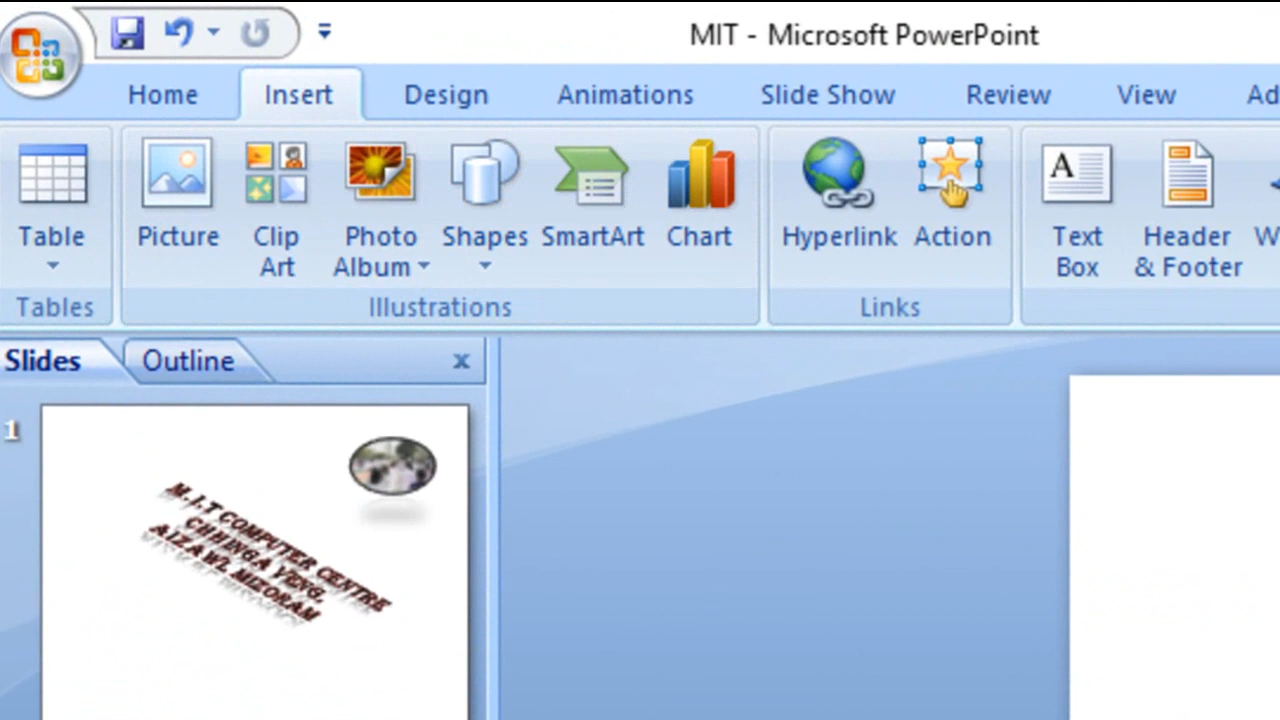 MIT - Microsoft PowerPoint
Home Insert Design Animations Slide Show Review View Ad
Table Picture Clip Art Photo Album Shapes SmartArt Chart Hyperlink Action Text Box Header & Footer W
Tables Illustrations Links
Slides Outline x
1
M.I.T COMPUTER CENTRE
CHHINGA VENG,
AIZAWL MIZORAM